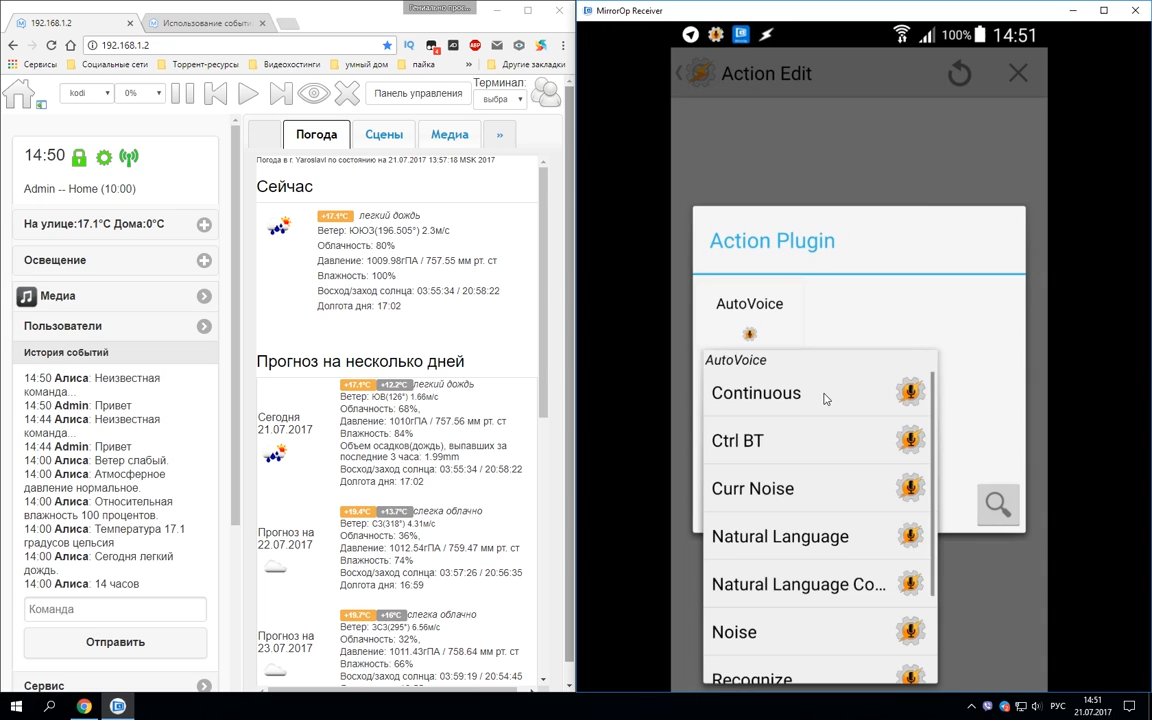 Гениально прос...
192.168.1.2
Использование событи
192.168.1.2
Сервисы
Социальные сети
Торрент-ресурсы
Видеохостинги
умный дом
пайка
»
Другие закладки
kodi
0%
Панель управления
Терминал:
выбра
14:50
Admin -- Home (10:00)
На улице:17.1°C Дома:0°C
Освещение
Медиа
Пользователи
История событий
14:50 Алиса: Неизвестная
команда...
14:50 Admin: Привет
14:44 Алиса: Неизвестная
команда...
14:44 Admin: Привет
14:00 Алиса: Ветер слабый.
14:00 Алиса: Атмосферное
давление нормальное.
14:00 Алиса: Относительная
влажность 100 процентов.
14:00 Алиса: Температура 17.1
градусов цельсия
14:00 Алиса: Сегодня легкий
дождь.
14:00 Алиса: 14 часов
Команда
Отправить
Сервис
Погода
Сцены
Медиа
»
Погода в г. Yaroslavl по состоянию на 21.07.2017 13:57:18 MSK 2017
Сейчас
+17.1°C легкий дождь
Ветер: ЮЮЗ(196.505°) 2.3м/с
Облачность: 80%
Давление: 1009.98гПА / 757.55 мм рт. ст
Влажность: 100%
Восход/заход солнца: 03:55:34 / 20:58:22
Долгота дня: 17:02
Прогноз на несколько дней
Сегодня
21.07.2017
+17.1°C +12.2°C легкий дождь
Ветер: ЮВ(126°) 1.66м/с
Облачность: 68%,
Давление: 1010гПА / 757.56 мм рт. ст
Влажность: 84%
Объем осадков(дождь), выпавших за
последние 3 часа: 1.99mm
Восход/заход солнца: 03:55:34 / 20:58:22
Долгота дня: 17:02
Прогноз на
22.07.2017
+19.4°C +13.7°C слегка облачно
Ветер: СЗ(318°) 4.31м/с
Облачность: 36%,
Давление: 1012.54гПА / 759.47 мм рт. ст
Влажность: 74%
Восход/заход солнца: 03:57:26 / 20:56:35
Долгота дня: 16:59
Прогноз на
23.07.2017
+19.7°C +16°C слегка облачно
Ветер: ЗСЗ(295°) 6.56м/с
Облачность: 32%,
Давление: 1011.43гПА / 758.64 мм рт. ст
Влажность: 66%
Восход/заход солнца: 03:59:19 / 20:54:45
MirrorOp Receiver
100%
14:51
Action Edit
Action Plugin
AutoVoice
AutoVoice
Continuous
Ctrl BT
Curr Noise
Natural Language
Natural Language Co...
Noise
Recognize
РУС
14:51
21.07.2017